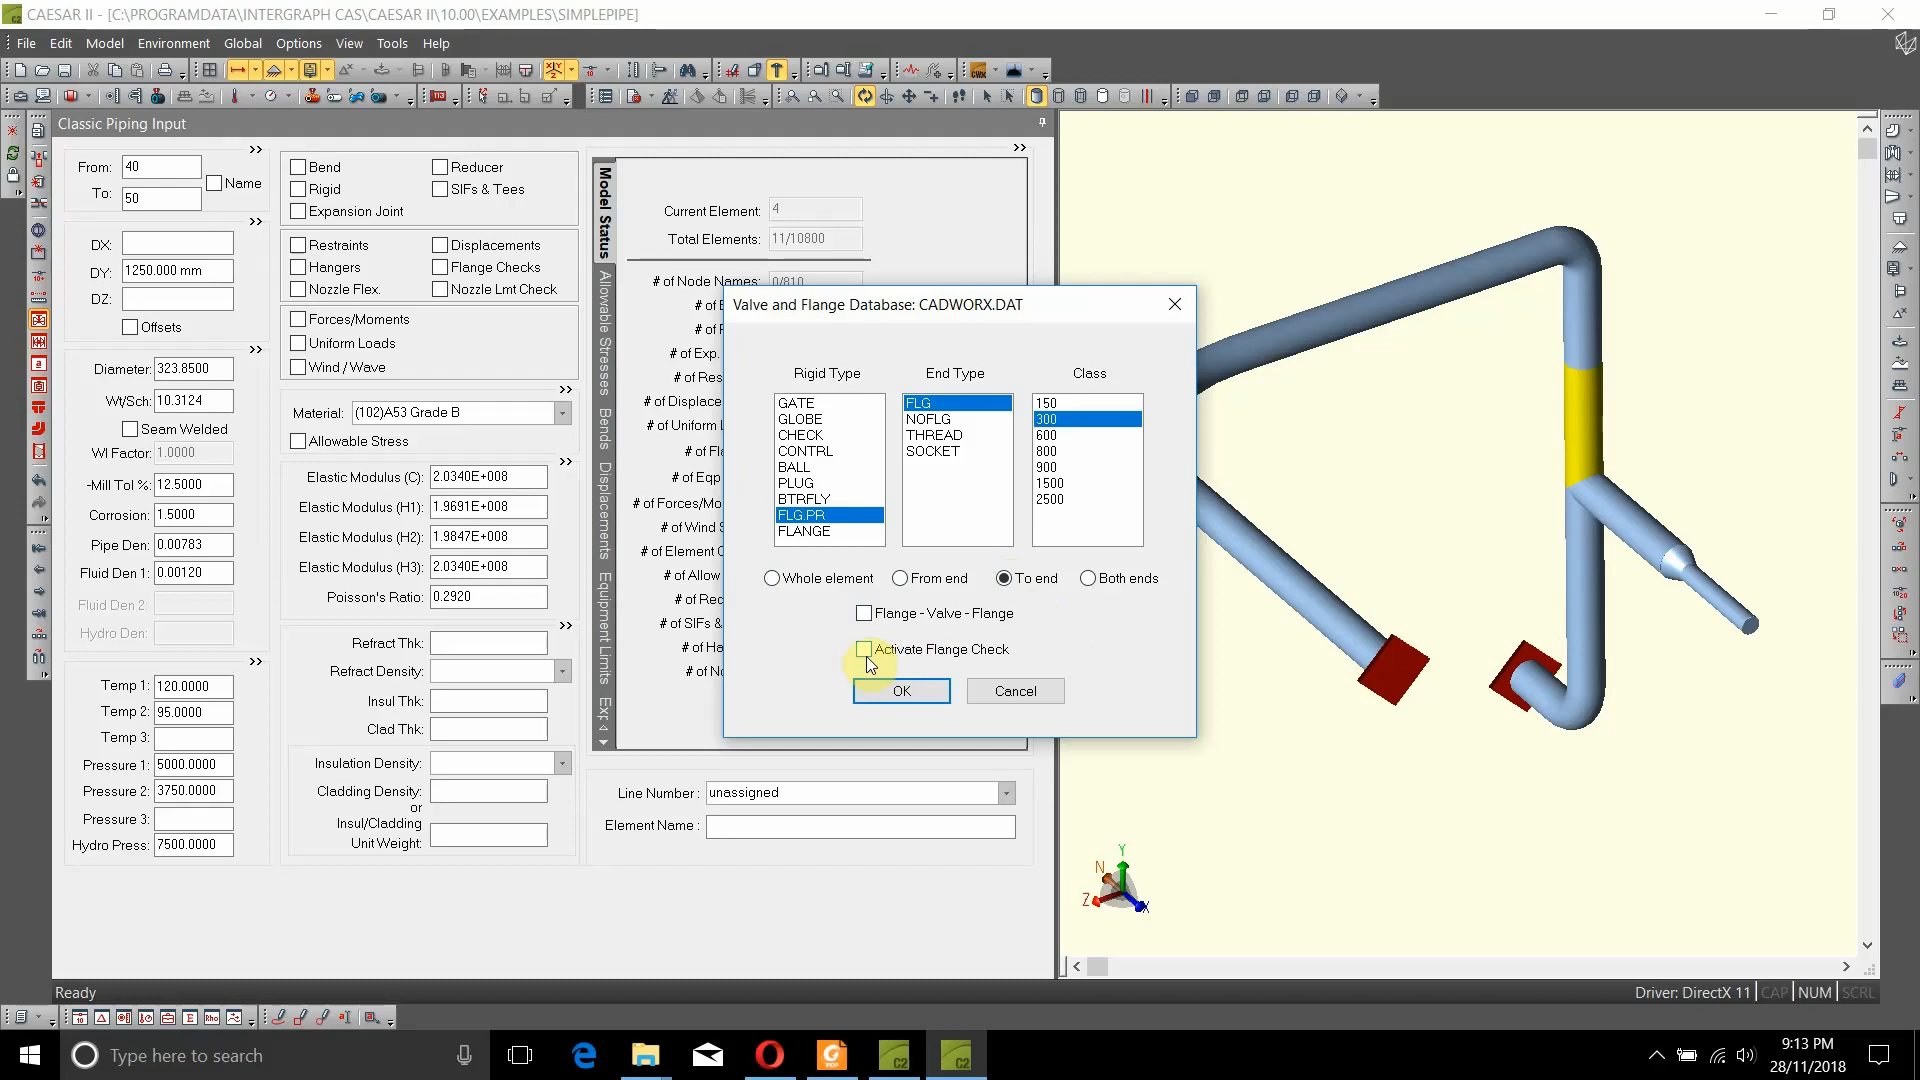 CAESAR II - [C:\PROGRAMDATA\INTERGRAPH CAS\CAESAR II\10.00\EXAMPLES\SIMPLEPIPE]
File Edit Model Environment Global Options View Tools Help
Classic Piping Input
From: 40
To: 50
Name
DX:
DY: 1250.000 mm
DZ:
Offsets
Diameter: 323.8500
Wt/Sch: 10.3124
Seam Welded
WI Factor: 1.0000
-Mill Tol %: 12.5000
Corrosion: 1.5000
Pipe Den: 0.00783
Fluid Den 1: 0.00120
Fluid Den 2:
Hydro Den:
Temp 1: 120.0000
Temp 2: 95.0000
Temp 3:
Pressure 1: 5000.0000
Pressure 2: 3750.0000
Pressure 3:
Hydro Press: 7500.0000
Bend Reducer
Rigid SIFs & Tees
Expansion Joint
Restraints Displacements
Hangers Flange Checks
Nozzle Flex. Nozzle Lmt Check
Forces/Moments
Uniform Loads
Wind / Wave
Material: (102)A53 Grade B
Allowable Stress
Elastic Modulus (C): 2.0340E+008
Elastic Modulus (H1): 1.9691E+008
Elastic Modulus (H2): 1.9847E+008
Elastic Modulus (H3): 2.0340E+008
Poisson's Ratio: 0.2920
Refract Thk:
Refract Density:
Insul Thk:
Clad Thk:
Insulation Density:
Cladding Density:
or
Insul/Cladding
Unit Weight:
Model Status
Allowable Stresses
Bends
Displacements
Equipment Limits
Current Element: 4
Total Elements: 11/10800
# of Node Names: 0/810
# of Exp.
# of Res
# of Displace
# of Uniform L
# of Fla
# of Eqp
# of Forces/Mo
# of Wind S
# of Element C
# of Allow
# of Rec
# of SIFs &
# of Ha
# of No
Line Number : unassigned
Element Name :
Valve and Flange Database: CADWORX.DAT
Rigid Type End Type Class
GATE FLG 150
GLOBE NOFLG 300
CHECK THREAD 600
CONTRL SOCKET 800
BALL 900
PLUG 1500
BTRFLY 2500
FLG.PR
FLANGE
Whole element From end To end Both ends
Flange - Valve - Flange
Activate Flange Check
OK Cancel
Y
N
Z
X
Ready
Driver: DirectX 11 CAP NUM SCRL
Type here to search
9:13 PM
28/11/2018